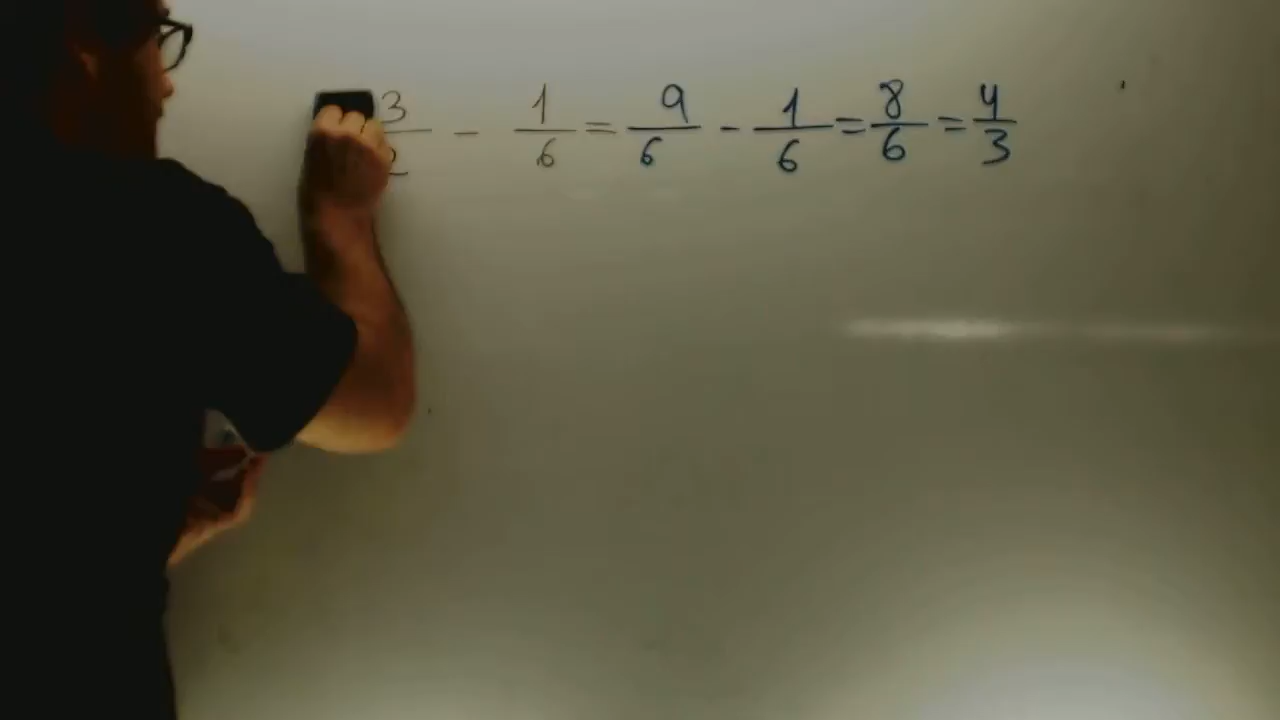 3/2 - 1/6 = 9/6 - 1/6 = 8/6 = 4/3